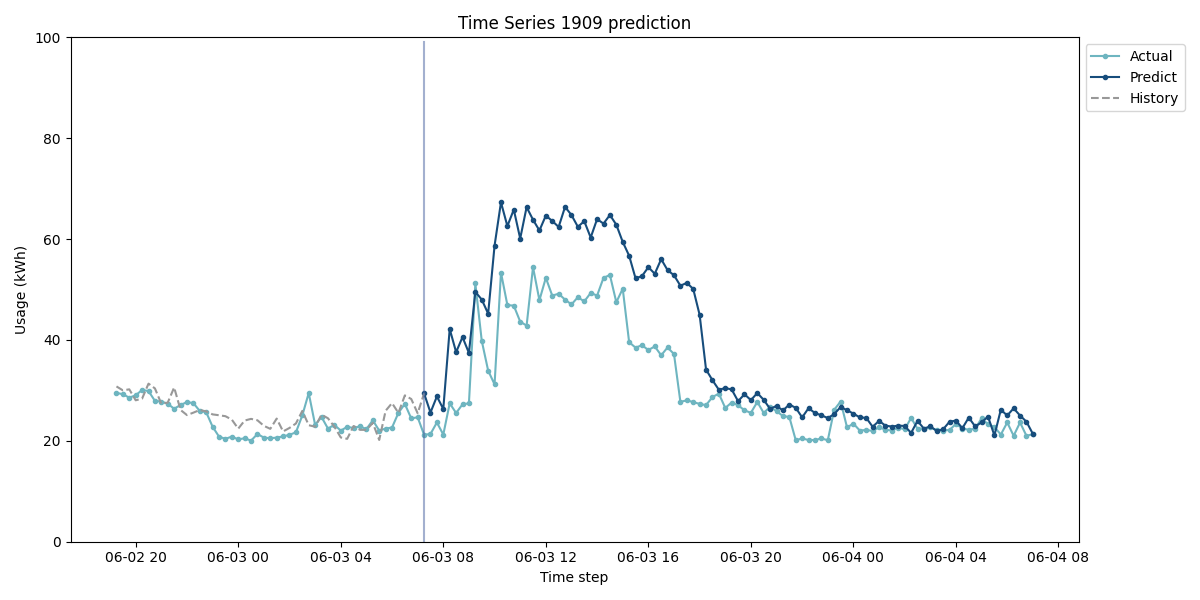 Time Series 1909 prediction
Usage (kWh)
100
80
60
40
20
0
06-02 20
06-03 00
06-03 04
06-03 08
06-03 12
06-03 16
06-03 20
06-04 00
06-04 04
06-04 08
Time step
Actual
Predict
History